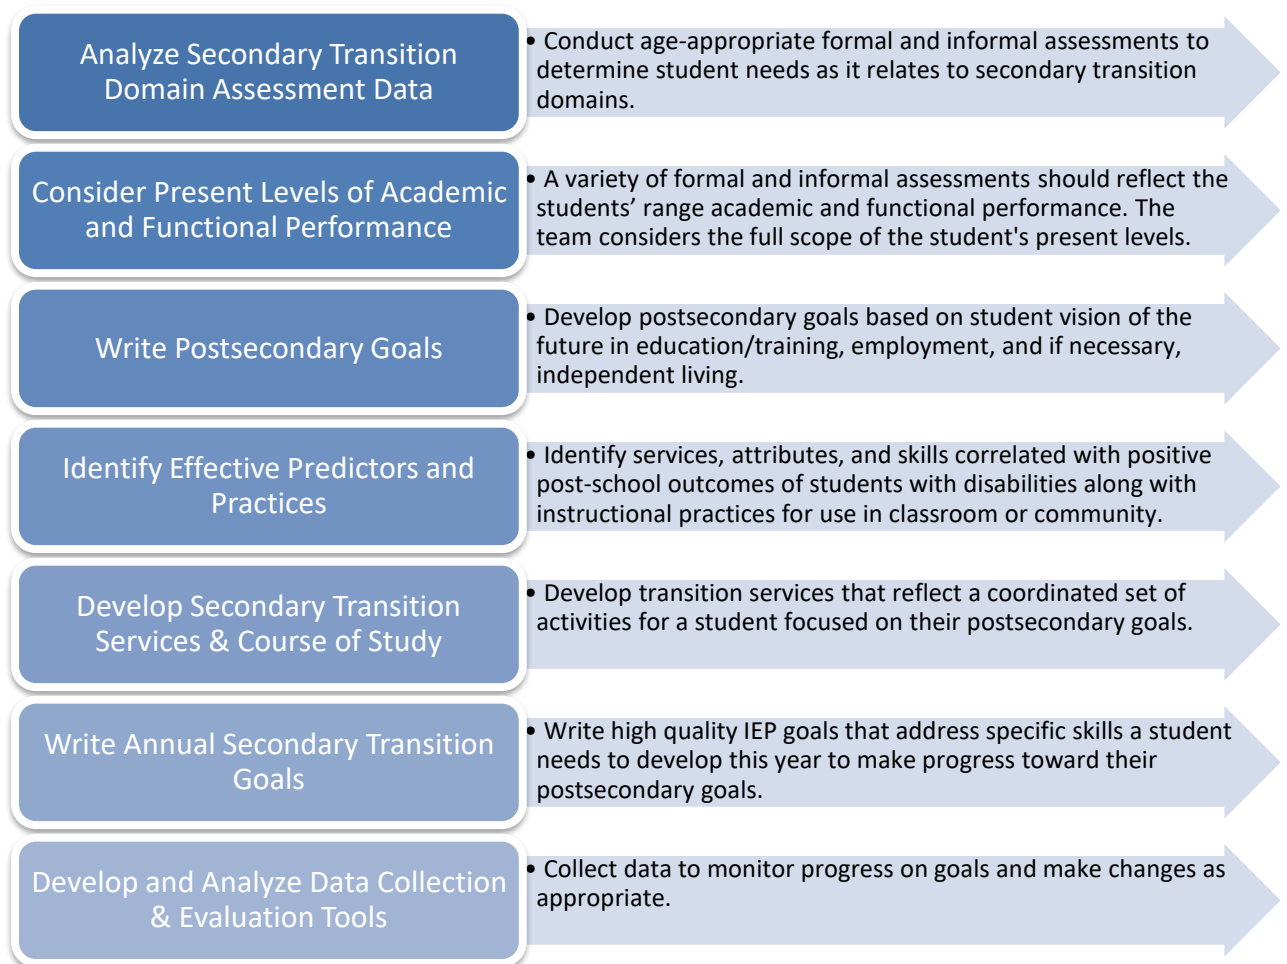 Analyze Secondary Transition
Domain Assessment Data
• Conduct age-appropriate formal and informal assessments to
determine student needs as it relates to secondary transition
domains.
Consider Present Levels of Academic
and Functional Performance
• A variety of formal and informal assessments should reflect the
students’ range academic and functional performance. The
team considers the full scope of the student's present levels.
Write Postsecondary Goals
• Develop postsecondary goals based on student vision of the
future in education/training, employment, and if necessary,
independent living.
Identify Effective Predictors and
Practices
• Identify services, attributes, and skills correlated with positive
post-school outcomes of students with disabilities along with
instructional practices for use in classroom or community.
Develop Secondary Transition
Services & Course of Study
• Develop transition services that reflect a coordinated set of
activities for a student focused on their postsecondary goals.
Write Annual Secondary Transition
Goals
• Write high quality IEP goals that address specific skills a student
needs to develop this year to make progress toward their
postsecondary goals.
Develop and Analyze Data Collection
& Evaluation Tools
• Collect data to monitor progress on goals and make changes as
appropriate.